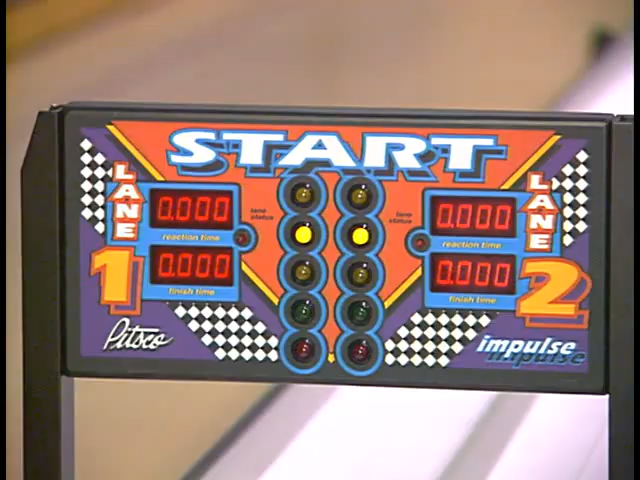 START
LANE
1
0.000
reaction time
0.000
finish time
lane
status
lane
status
0.000
reaction time
0.000
finish time
LANE
2
Pitsco
impulse